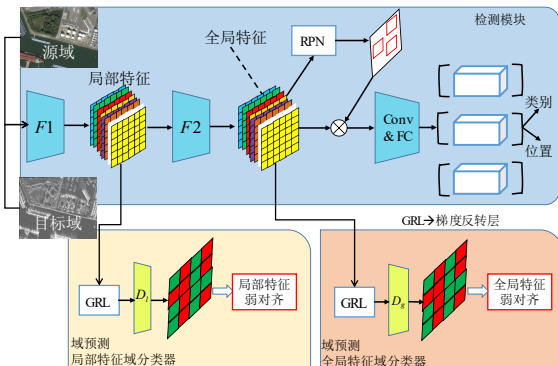 源域
全局特征
RPN
检测模块
局部特征
F1
F2
Conv
& FC
类别
位置
目标域
GRL→梯度反转层
GRL
D_l
局部特征
弱对齐
域预测
局部特征域分类器
GRL
D_g
全局特征
弱对齐
域预测
全局特征域分类器